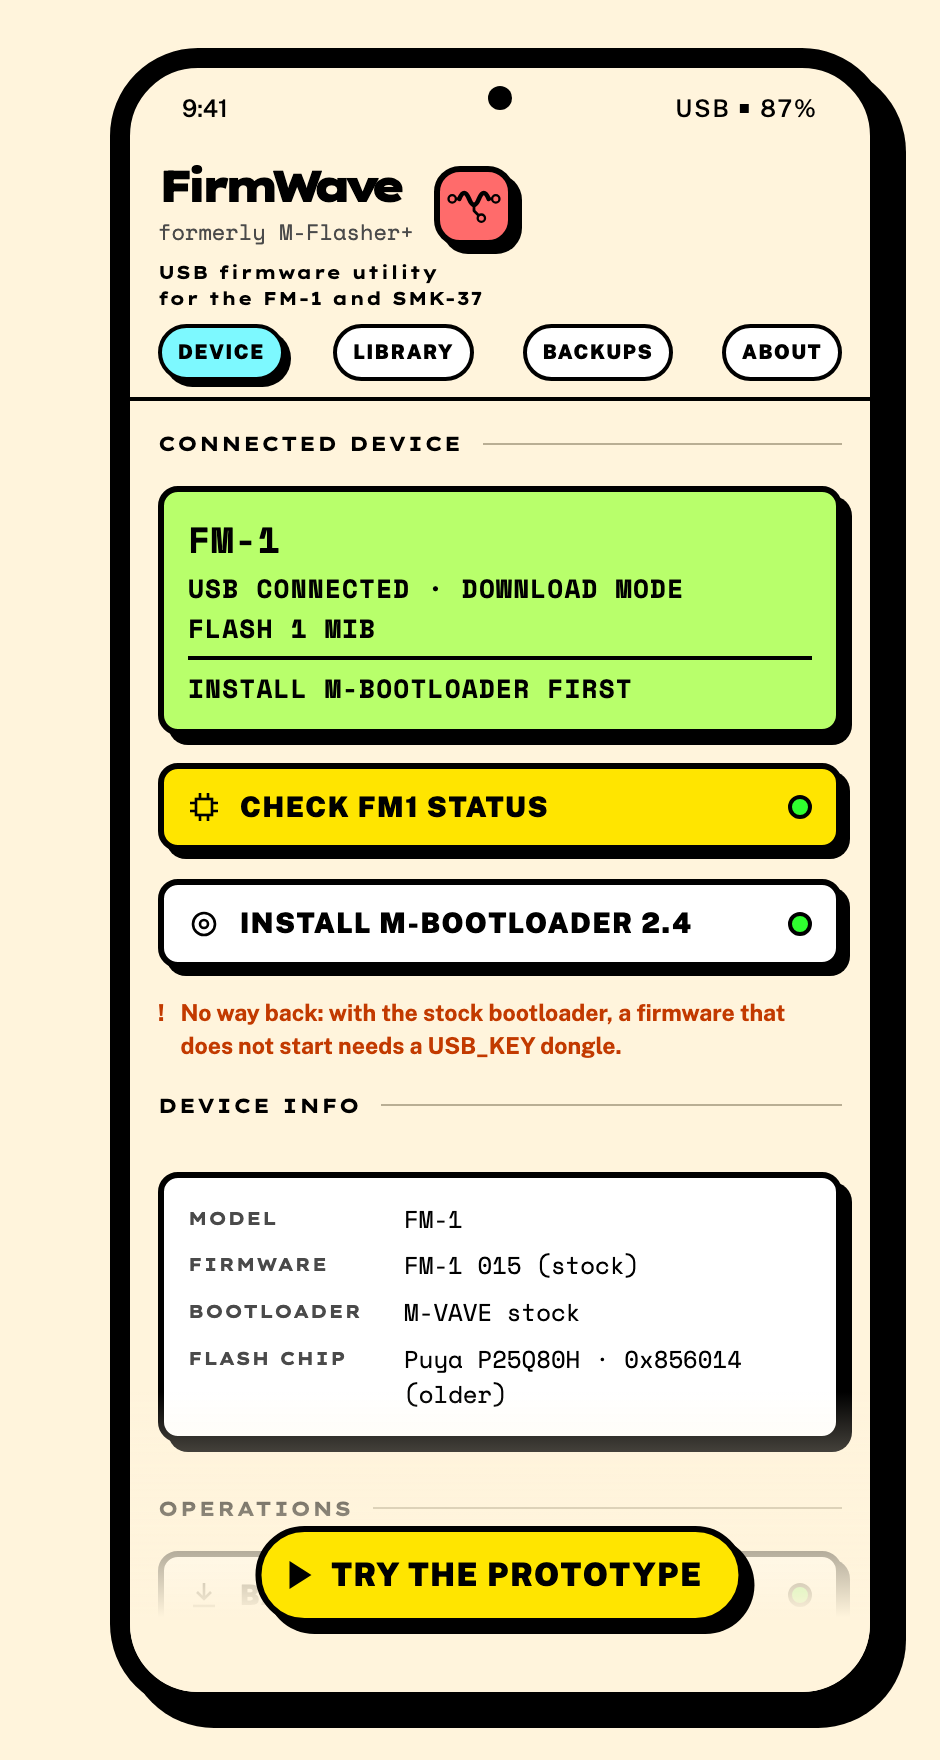 9:41
USB ▪ 87%
FirmWave
formerly M-Flasher+
USB firmware utility
for the FM-1 and SMK-37
DEVICE
LIBRARY
BACKUPS
ABOUT
CONNECTED DEVICE
FM-1
USB CONNECTED · DOWNLOAD MODE
FLASH 1 MIB
INSTALL M-BOOTLOADER FIRST
CHECK FM1 STATUS
INSTALL M-BOOTLOADER 2.4
! No way back: with the stock bootloader, a firmware that
does not start needs a USB_KEY dongle.
DEVICE INFO
MODEL FM-1
FIRMWARE FM-1 015 (stock)
BOOTLOADER M-VAVE stock
FLASH CHIP Puya P25Q80H · 0x856014
(older)
OPERATIONS
TRY THE PROTOTYPE